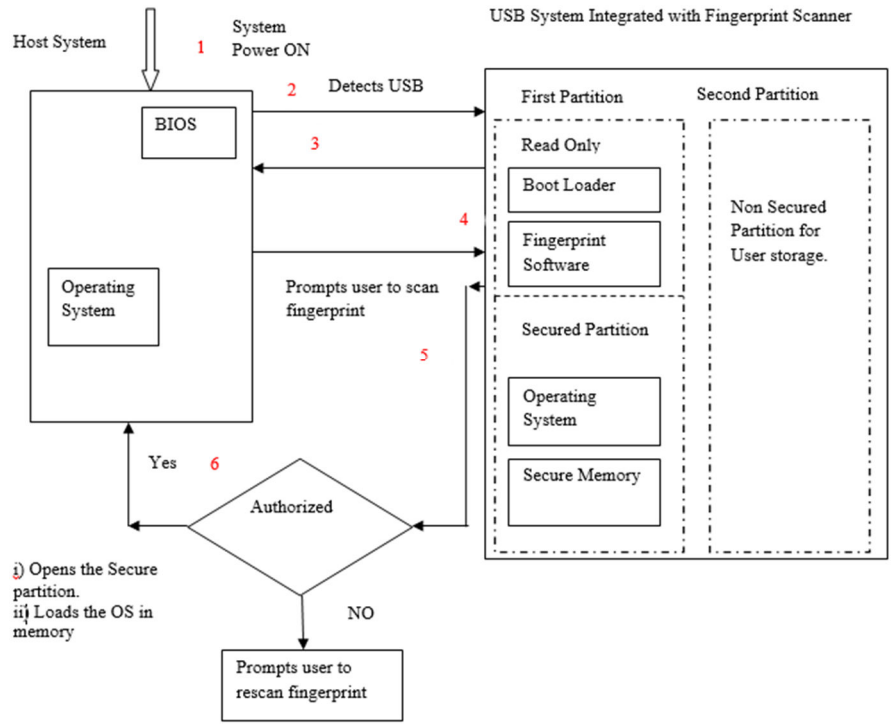 USB System Integrated with Fingerprint Scanner
Host System
1
System
Power ON
2
Detects USB
First Partition
Second Partition
BIOS
3
Read Only
Boot Loader
4
Fingerprint
Software
Non Secured
Partition for
User storage.
Operating
System
Prompts user to scan
fingerprint
5
Secured Partition
Operating
System
Secure Memory
Yes
6
Authorized
i) Opens the Secure
partition.
ii) Loads the OS in
memory
NO
Prompts user to
rescan fingerprint